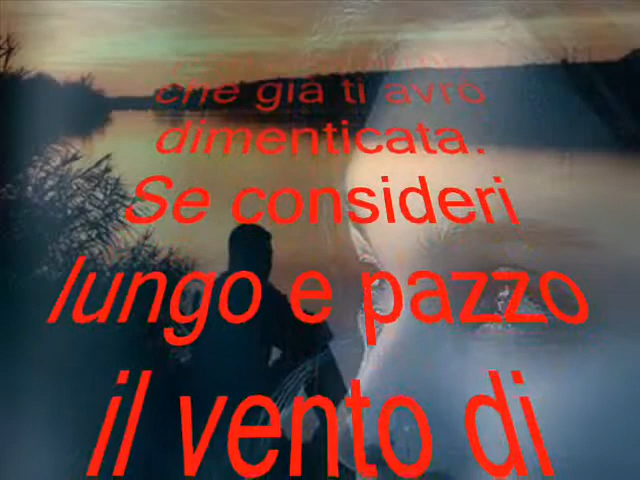 che già ti avrò
dimenticata.
Se consideri
lungo e pazzo
il vento di